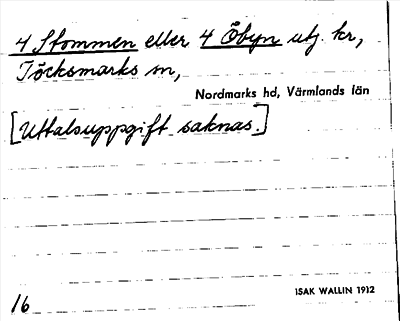 4 Stommen eller 4 Öbyn utj. kr,
Töcksmarks sn,
Nordmarks hd, Värmlands län
[Uttalsuppgift saknas.]
16
ISAK WALLIN 1912